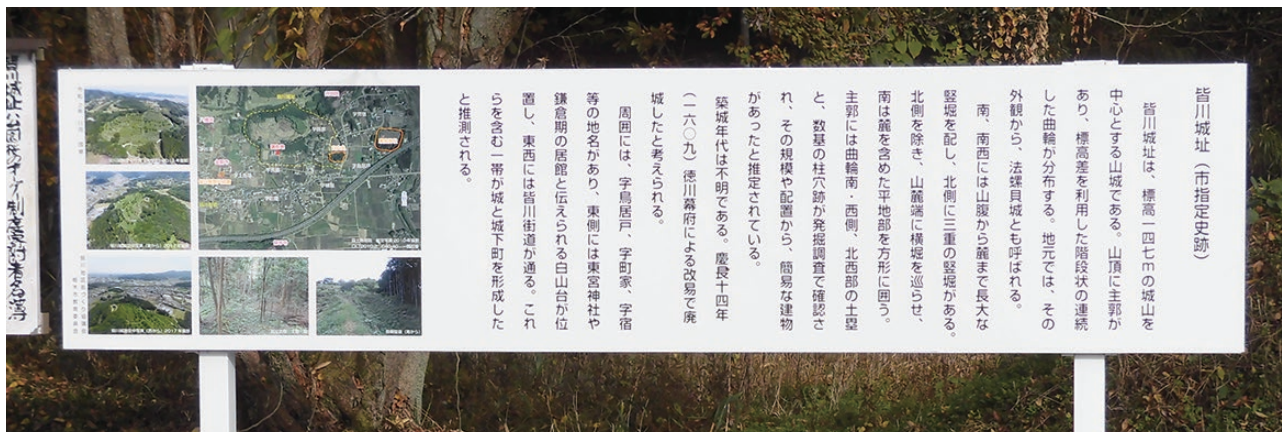 皆川城址（市指定史跡）
皆川城址は、標高一四七ｍの城山を
中心とする山城である。山頂に主郭が
あり、標高差を利用した階段状の連続
した曲輪が分布する。地元では、その
外観から、法螺貝城とも呼ばれる。
南、南西には山腹から麓まで長大な
竪堀を配し、北側に三重の竪堀がある。
北側を除き、山麓端に横堀を巡らせ、
南は麓を含めた平地部を方形に囲う。
主郭には曲輪南・西側、北西部の土塁
と、数基の柱穴跡が発掘調査で確認さ
れ、その規模や配置から、簡易な建物
があったと推定されている。
築城年代は不明である。慶長十四年
（一六〇九）徳川幕府による改易で廃
城したと考えられる。
周囲には、字鳥居戸、字町家、字宿
等の地名があり、東側には東宮神社や
鎌倉期の居館と伝えられる白山台が位
置し、東西には皆川街道が通る。これ
らを含む一帯が城と城下町を形成した
と推測される。